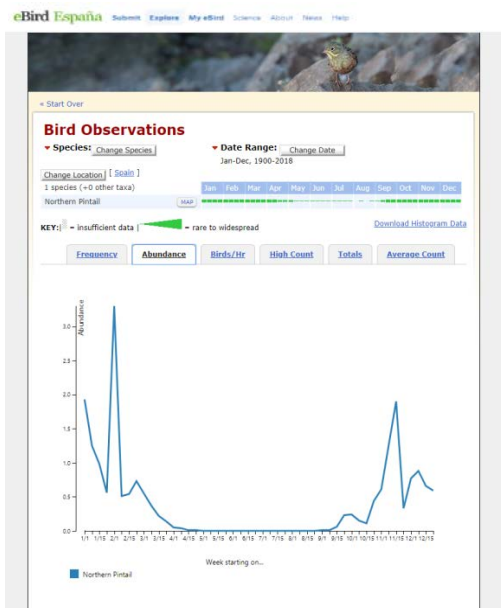 eBird España Submit Explore My eBird Science About News Help
« Start Over
Bird Observations
Species: Change Species
Date Range: Change Date
Jan-Dec, 1900-2018
Change Location [ Spain ]
1 species (+0 other taxa) Jan Feb Mar Apr May Jun Jul Aug Sep Oct Nov Dec
Northern Pintail MAP
KEY: = insufficient data | = rare to widespread Download Histogram Data
Frequency Abundance Birds/Hr High Count Totals Average Count
Abundance
3.0
2.5
2.0
1.5
1.0
0.5
0.0
1/1 1/15 2/1 2/15 3/1 3/15 4/1 4/15 5/1 5/15 6/1 6/15 7/1 7/15 8/1 8/15 9/1 9/15 10/1 10/15 11/1 11/15 12/1 12/15
Week starting on...
Northern Pintail